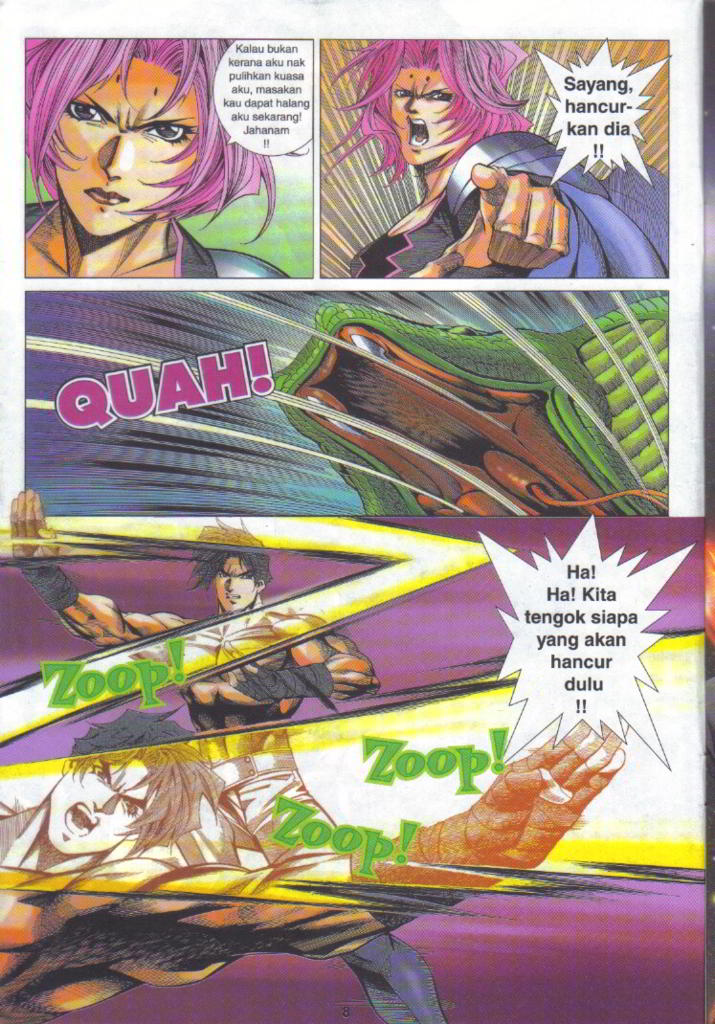 Kalau bukan
kerana aku nak
pulihkan kuasa
aku, masakan
kau dapat halang
aku sekarang!
Jahanam
!!
Sayang,
hancur-
kan dia
!!
QUAH!
Ha!
Ha! Kita
tengok siapa
yang akan
hancur
dulu
!!
Zoop!
Zoop!
Zoop!
8